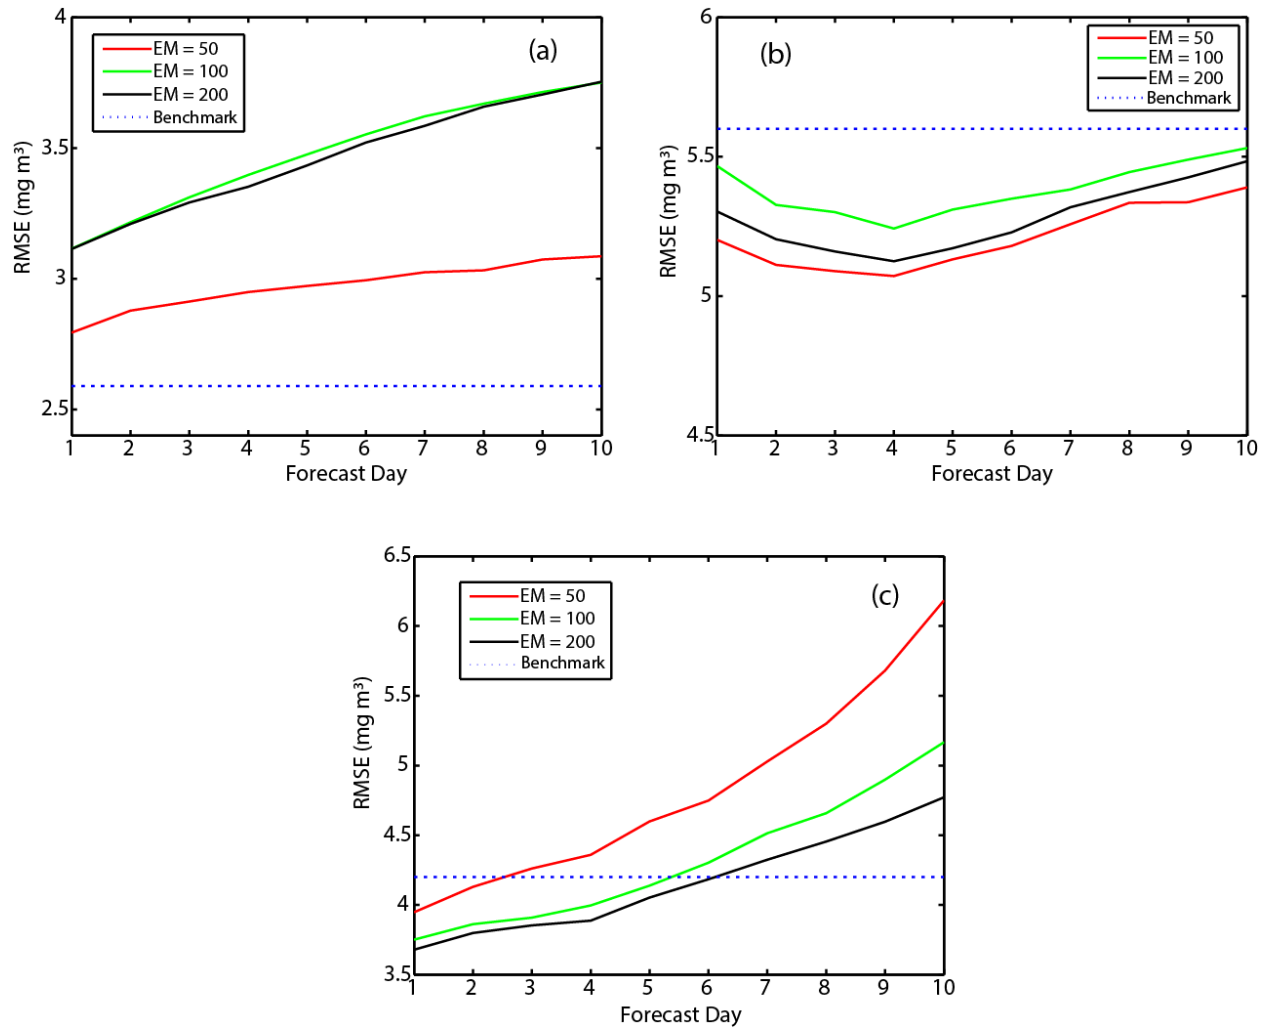 4
3.5
3
2.5
RMSE (mg m³)
EM = 50
EM = 100
EM = 200
Benchmark
(a)
1 2 3 4 5 6 7 8 9 10
Forecast Day
6
5.5
5
4.5
RMSE (mg m³)
(b)
EM = 50
EM = 100
EM = 200
Benchmark
1 2 3 4 5 6 7 8 9 10
Forecast Day
6.5
6
5.5
5
4.5
4
3.5
RMSE (mg m³)
EM = 50
EM = 100
EM = 200
Benchmark
(c)
1 2 3 4 5 6 7 8 9 10
Forecast Day